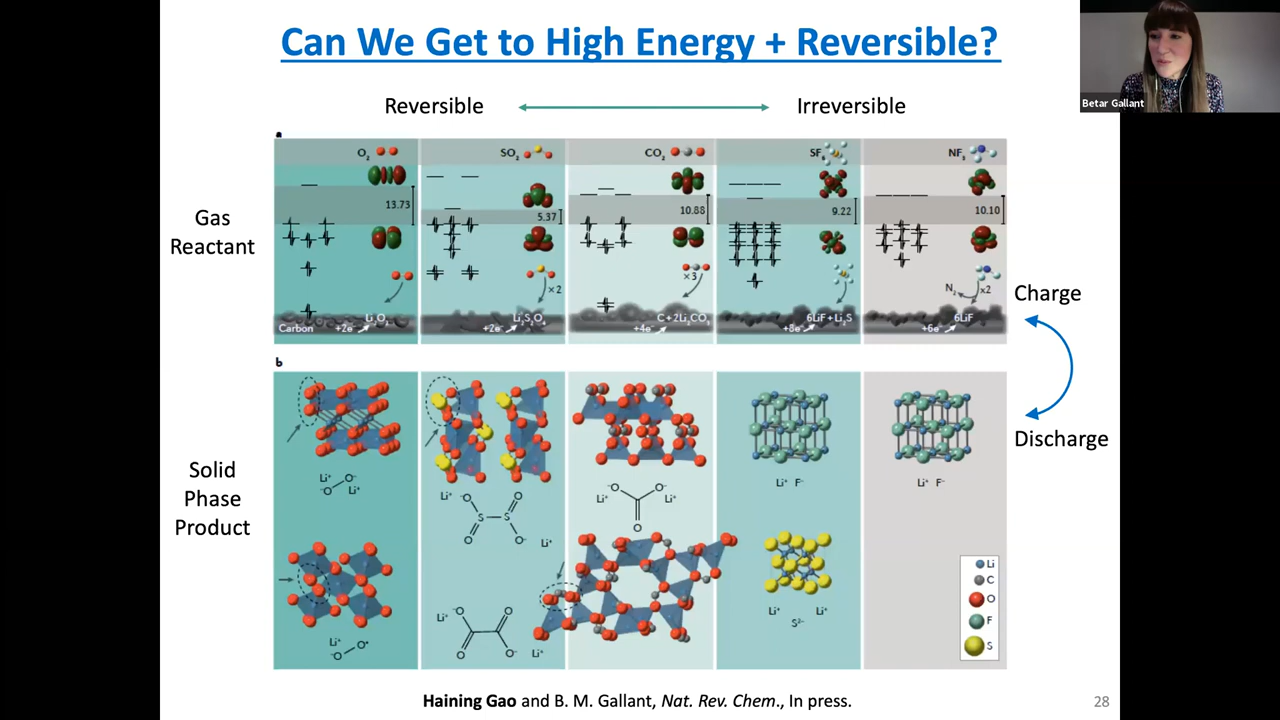 Can We Get to High Energy + Reversible?
Betar Gallant
Reversible
Irreversible
a
O₂
SO₂
CO₂
SF₆
NF₃
13.73
5.37
10.88
9.22
10.10
Gas
Reactant
×2
×3
N₂
x2
Li₂O₂
Li₂S₂O₄
C + 2Li₂CO₃
6LiF + Li₂S
6LiF
Carbon
+2e⁻
+2e⁻
+4e⁻
+8e⁻
+6e⁻
Charge
Discharge
b
Solid
Phase
Product
Li⁺
⁻O
O⁻
Li⁺
Li⁺
⁻O
O
S
S
O
O⁻
Li⁺
Li⁺
⁻O
O⁻
Li⁺
O
Li⁺ F⁻
Li⁺ F⁻
Li⁺
⁻O
O•
Li⁺
⁻O
O
O
O⁻
Li⁺
Li⁺
Li⁺
S²⁻
Li
C
O
F
S
Haining Gao and B. M. Gallant, Nat. Rev. Chem., In press.
28